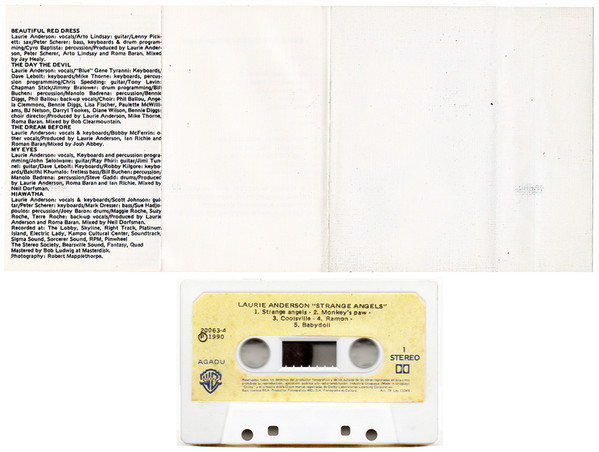 BEAUTIFUL RED DRESS
Laurie Anderson: vocals/Arto Lindsay: guitar/Lenny Pick-
ett: sax/Peter Scherer: bass, keyboards & drum program-
ming/Cyro Baptista: percussion/Produced by Laurie Ander-
son, Peter Scherer, Arto Lindsay and Roma Baran. Mixed
by Jay Healy.
THE DAY THE DEVIL
Laurie Anderson: vocals/"Blue" Gene Tyranni: Keyboards/
Dave Lebolt: keyboards/Mike Thorne: keyboards, percus-
sion programming/Chris Spedding: guitar/Tony Levin:
Chapman Stick/Jimmy Bralower: drum programming/Bill
Buchen: percussion/Manolo Badrena: percussion/Bennie
Diggs, Phil Ballou: back-up vocals/Choir: Phil Ballou, Ange-
la Clemmons, Bennie Diggs, Lisa Fischer, Paulette McWilli-
ams, BJ Nelson, Darryl Tookes, Diane Wilson, Bennie Diggs:
choir director/Produced by Laurie Anderson, Mike Thorne,
Roma Baran. Mixed by Bob Clearmountain.
THE DREAM BEFORE
Laurie Anderson: vocals & keyboards/Bobby McFerrin: o-
ther vocals/Produced by Laurie Anderson, Ian Richie and
Roman Baran/Mixed by Josh Abbey.
MY EYES
Laurie Anderson: vocals, Keyboards and percussion progra-
mming/John Selolwane: guitar/Ray Phiri: guitar/Jimi Tun-
nel: guitar/Dave Lebolt: Keyboards/Robby Kilgore: keybo-
ards/Bakithi Khumalo: fretless bass/Bill Buchen: percussion/
Manolo Badrena: percussion/Steve Gadd: drums/Produced
by Laurie Anderson, Roma Baran and Ian Richie. Mixed by
Neil Dorfsman.
HIAWATHA
Laurie Anderson: vocals & keyboards/Scott Johnson: gui-
tar/Peter Scherer: keyboards/Mark Dresser: bass/Sue Hadjo-
poulos: percussion/Joey Baron: drums/Maggie Roche, Suzy
Roche, Terre Roche: back-up vocals/Produced by Laurie
Anderson and Roma Baran. Mixed by Neil Dorfsman.
Recorded at: The Lobby, Skyline, Right Track, Platinum
Island, Electric Lady, Kampo Cultural Center, Soundtrack,
Sigma Sound, Sorcerer Sound, RPM, Pinwheel
The Stereo Society, Bearsville Sound, Fantasy, Quad
Mastered by Bob Ludwig at Masterdisk.
Photography: Robert Mapplethorpe.
LAURIE ANDERSON "STRANGE ANGELS"
1. Strange angels - 2. Monkey's paw -
3. Coolsville - 4. Ramon -
5. Babydoll
20063-4
Ⓟ1990
AGADU
1
STEREO